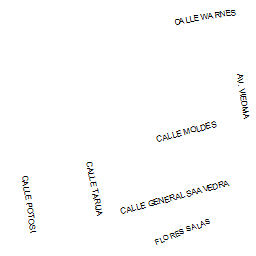 CALLE WARNES
AV. VIEDMA
CALLE MOLDES
CALLE TARIJA
CALLE POTOSI
CALLE GENERAL SAAVEDRA
FLORES SALAS